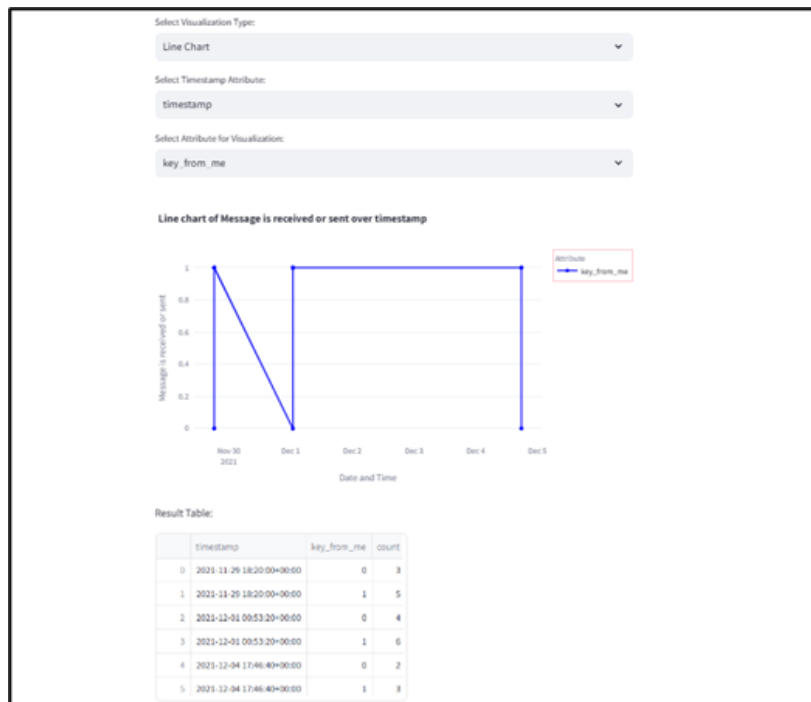 Select Visualization Type:
Line Chart
Select Timestamp Attribute:
timestamp
Select Attribute for Visualization:
key_from_me
Line chart of Message is received or sent over timestamp
Attribute
key_from_me
Message is received or sent
1
0.8
0.6
0.4
0.2
0
Nov 30 Dec 1 Dec 2 Dec 3 Dec 4 Dec 5
2021
Date and Time
Result Table:
timestamp key_from_me count
0 2021-11-29 18:20:00+00:00 0 3
1 2021-11-29 18:20:00+00:00 1 5
2 2021-12-01 00:53:20+00:00 0 4
3 2021-12-01 00:53:20+00:00 1 6
4 2021-12-04 17:46:40+00:00 0 2
5 2021-12-04 17:46:40+00:00 1 3